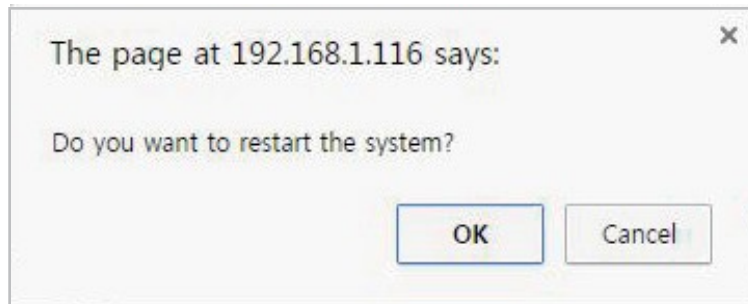 The page at 192.168.1.116 says:
Do you want to restart the system?
OK
Cancel